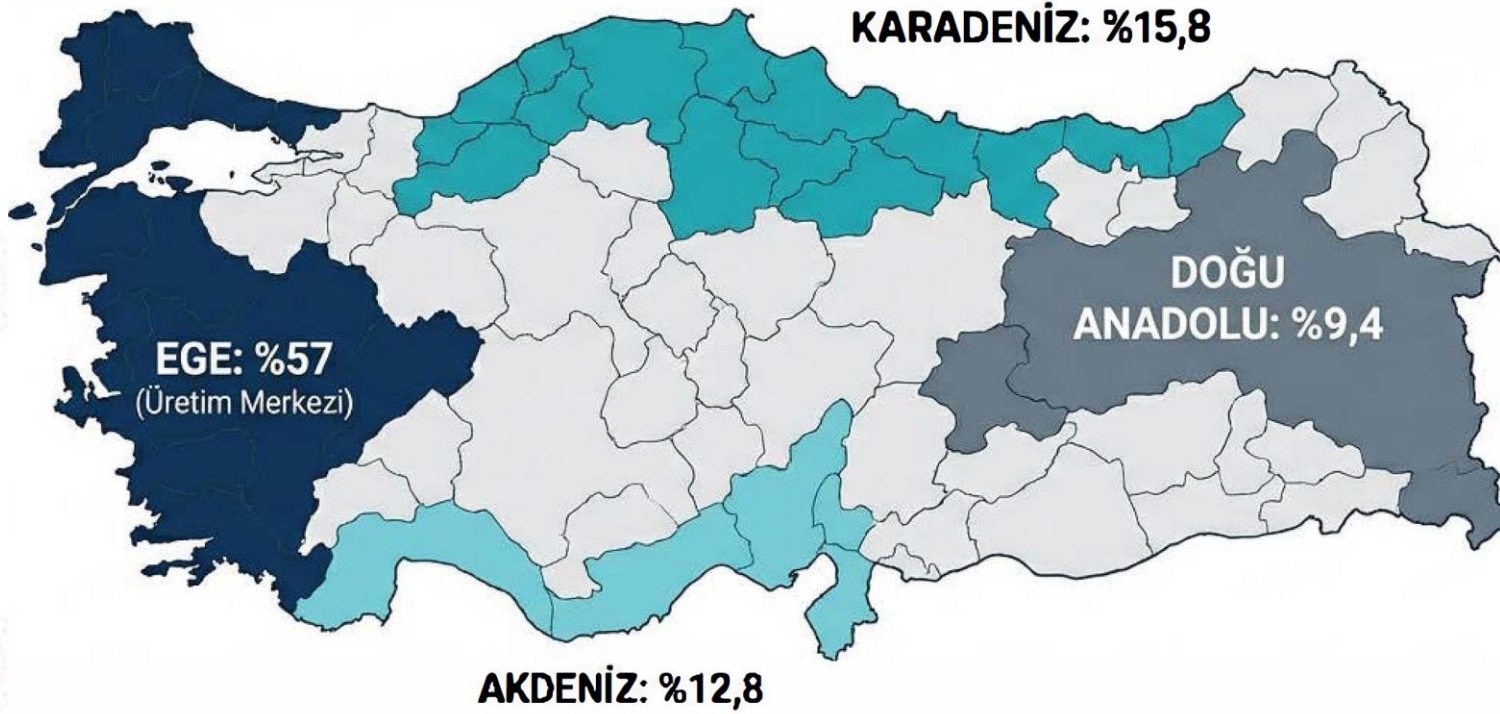 KARADENİZ: %15,8
DOĞU
ANADOLU: %9,4
EGE: %57
(Üretim Merkezi)
AKDENİZ: %12,8